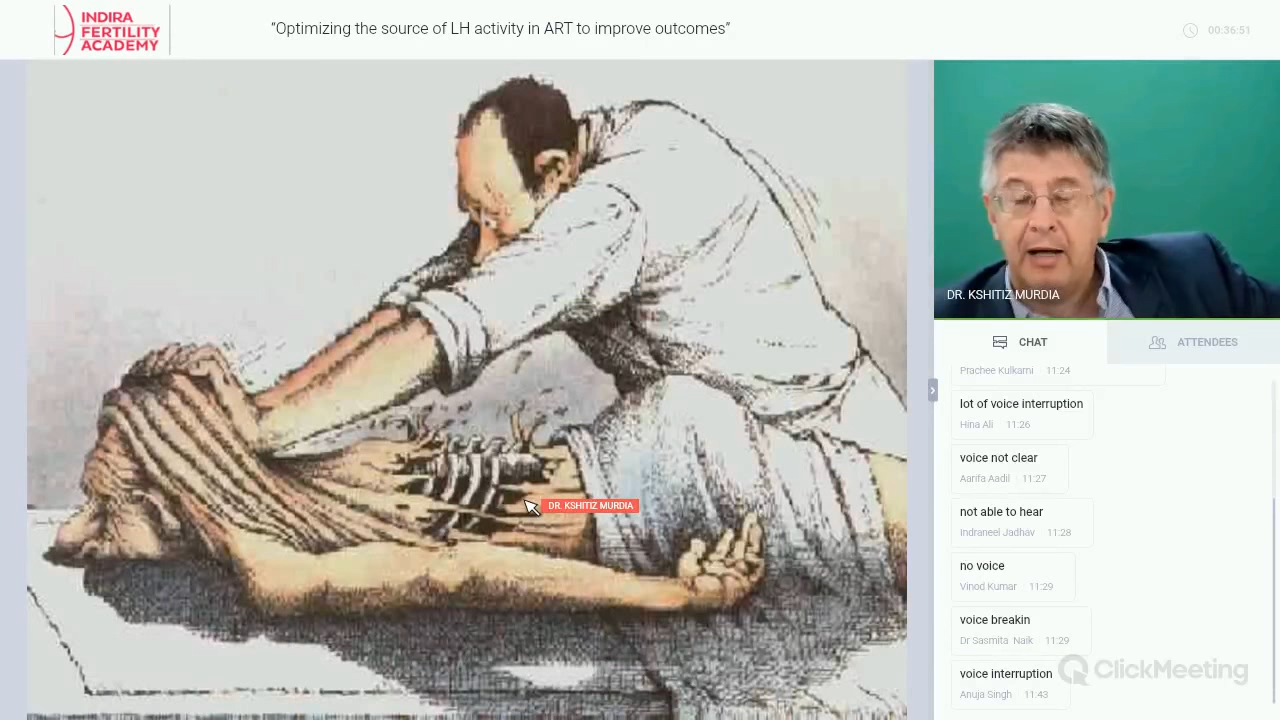 INDIRA
FERTILITY
ACADEMY
“Optimizing the source of LH activity in ART to improve outcomes”
00:36:51
DR. KSHITIZ MURDIA
DR. KSHITIZ MURDIA
CHAT
ATTENDEES
Prachee Kulkarni 11:24
lot of voice interruption
Hina Ali 11:26
voice not clear
Aarifa Aadil 11:27
not able to hear
Indraneel Jadhav 11:28
no voice
Vinod Kumar 11:29
voice breakin
Dr Sasmita Naik 11:29
voice interruption
Anuja Singh 11:43
ClickMeeting